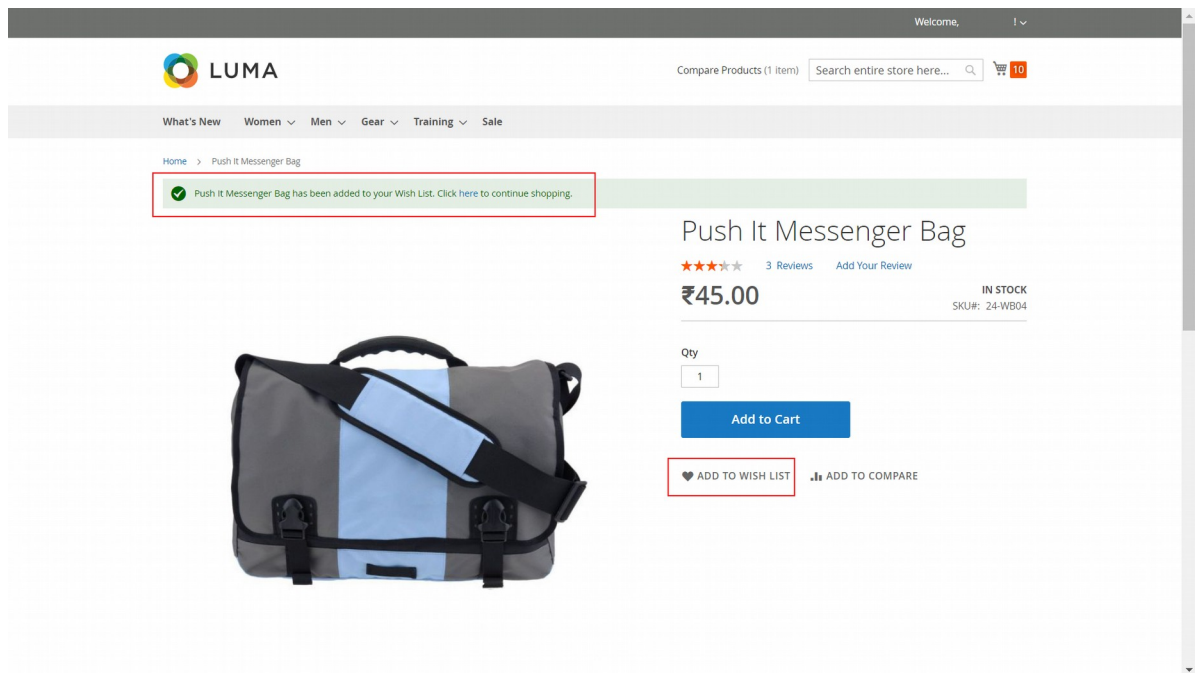 Welcome, !
LUMA
Compare Products (1 item) Search entire store here... 10
What's New Women Men Gear Training Sale
Home > Push It Messenger Bag
Push It Messenger Bag has been added to your Wish List. Click here to continue shopping.
Push It Messenger Bag
3 Reviews Add Your Review
₹45.00
IN STOCK
SKU#: 24-WB04
Qty
1
Add to Cart
ADD TO WISH LIST ADD TO COMPARE